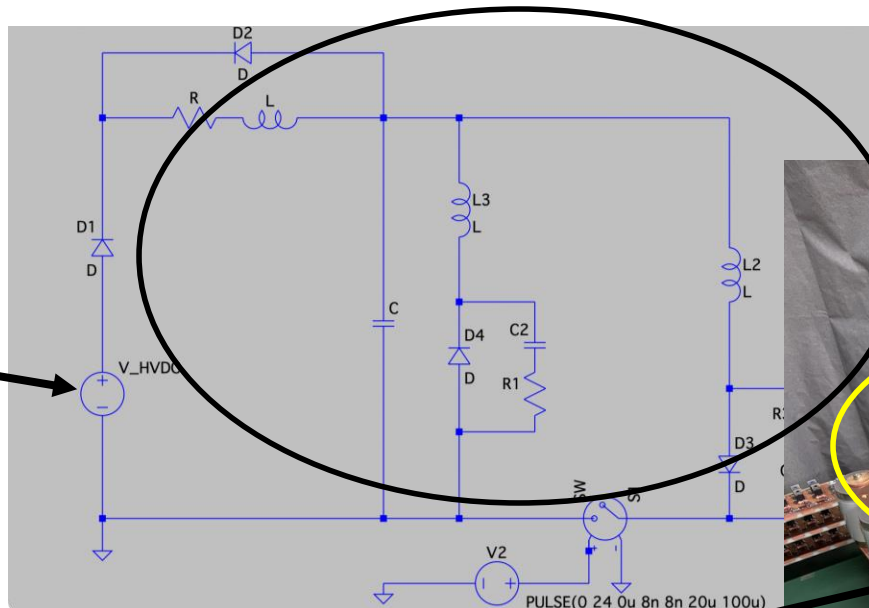 D2
D
R
L
D1
D
L3
L
L2
L
C
C2
D4
D
R1
V_HVDC
D3
D
SW
V2
PULSE(0 24 0u 8n 8n 20u 100u)